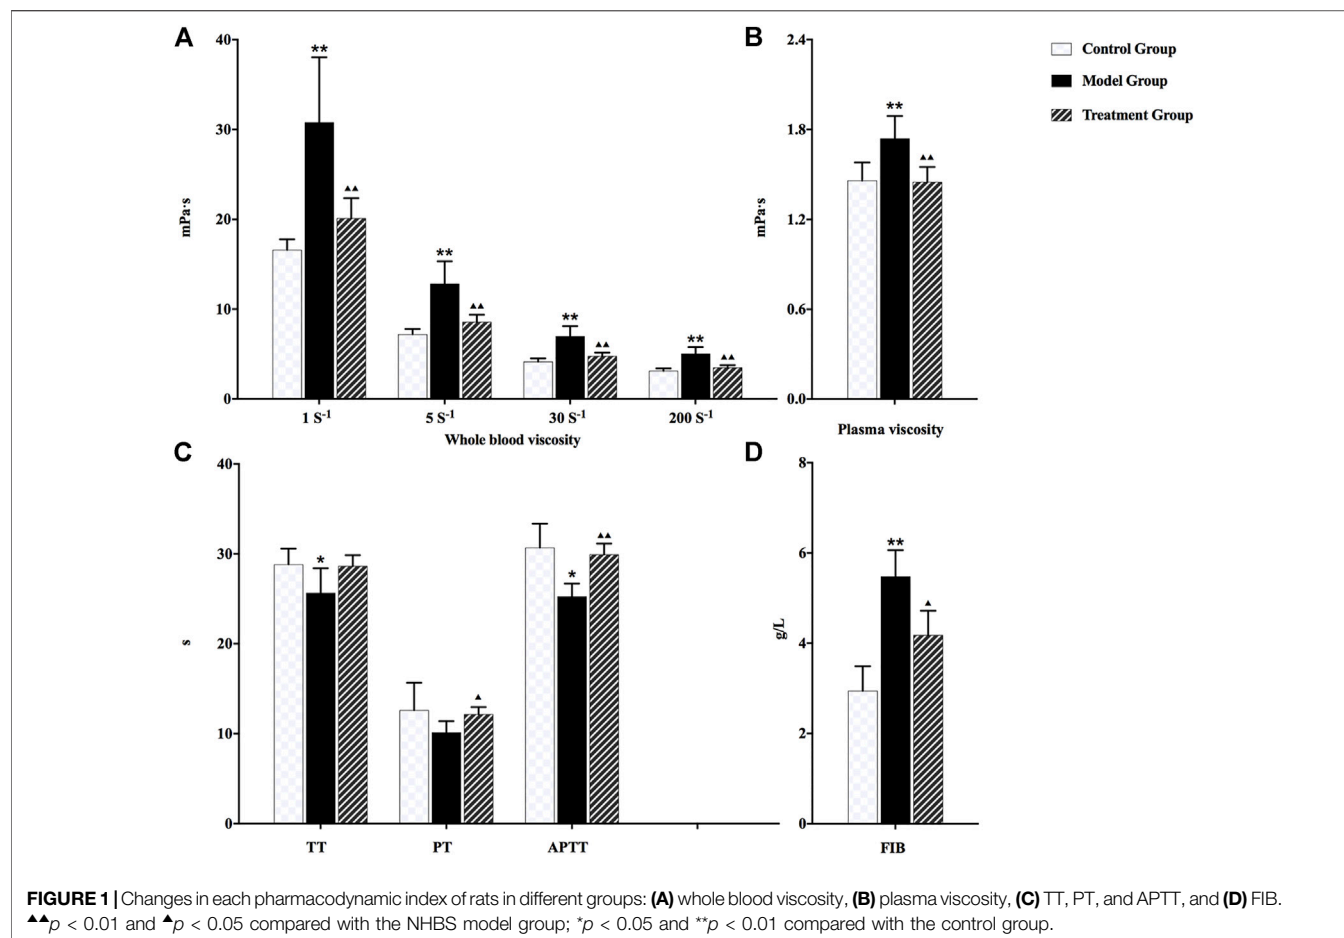 A
40
30
20
10
0
mPa·s
**
▲▲
**
▲▲
**
▲▲
**
▲▲
1 S-1
5 S-1
30 S-1
200 S-1
Whole blood viscosity
B
2.4
1.8
1.2
0.6
0.0
mPa·s
**
▲▲
Plasma viscosity
Control Group
Model Group
Treatment Group
C
40
30
20
10
0
s
*
▲
*
▲▲
TT
PT
APTT
D
8
6
4
2
0
g/L
**
▲
FIB
FIGURE 1 | Changes in each pharmacodynamic index of rats in different groups: (A) whole blood viscosity, (B) plasma viscosity, (C) TT, PT, and APTT, and (D) FIB.
▲▲p < 0.01 and ▲p < 0.05 compared with the NHBS model group; *p < 0.05 and **p < 0.01 compared with the control group.